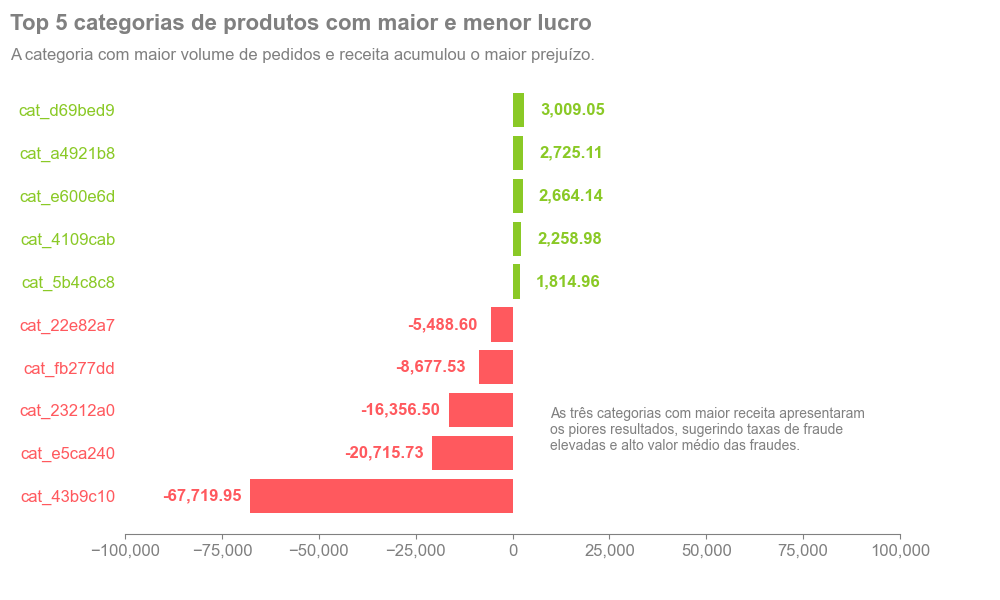 Top 5 categorias de produtos com maior e menor lucro
A categoria com maior volume de pedidos e receita acumulou o maior prejuízo.
cat_d69bed9 3,009.05
cat_a4921b8 2,725.11
cat_e600e6d 2,664.14
cat_4109cab 2,258.98
cat_5b4c8c8 1,814.96
cat_22e82a7 -5,488.60
cat_fb277dd -8,677.53
cat_23212a0 -16,356.50
As três categorias com maior receita apresentaram
os piores resultados, sugerindo taxas de fraude
elevadas e alto valor médio das fraudes.
cat_e5ca240 -20,715.73
cat_43b9c10 -67,719.95
−100,000 −75,000 −50,000 −25,000 0 25,000 50,000 75,000 100,000